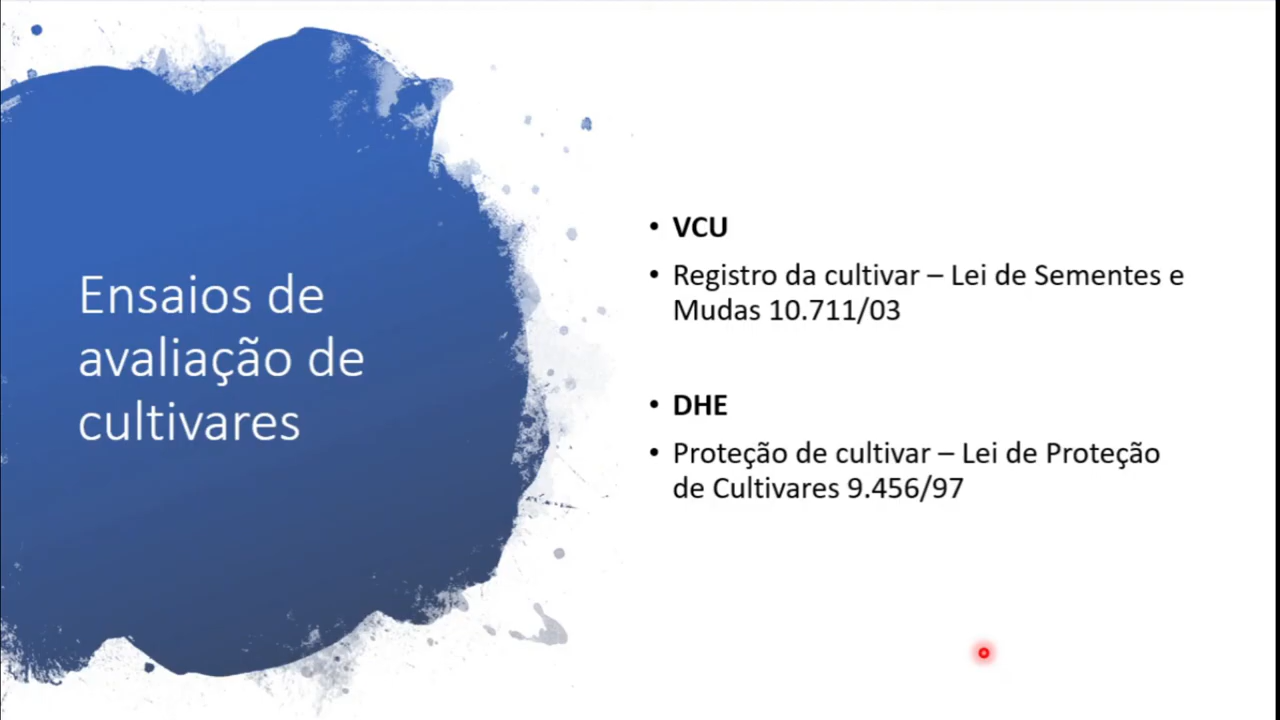 Ensaios de
avaliação de
cultivares
• VCU
• Registro da cultivar – Lei de Sementes e
Mudas 10.711/03
• DHE
• Proteção de cultivar – Lei de Proteção
de Cultivares 9.456/97